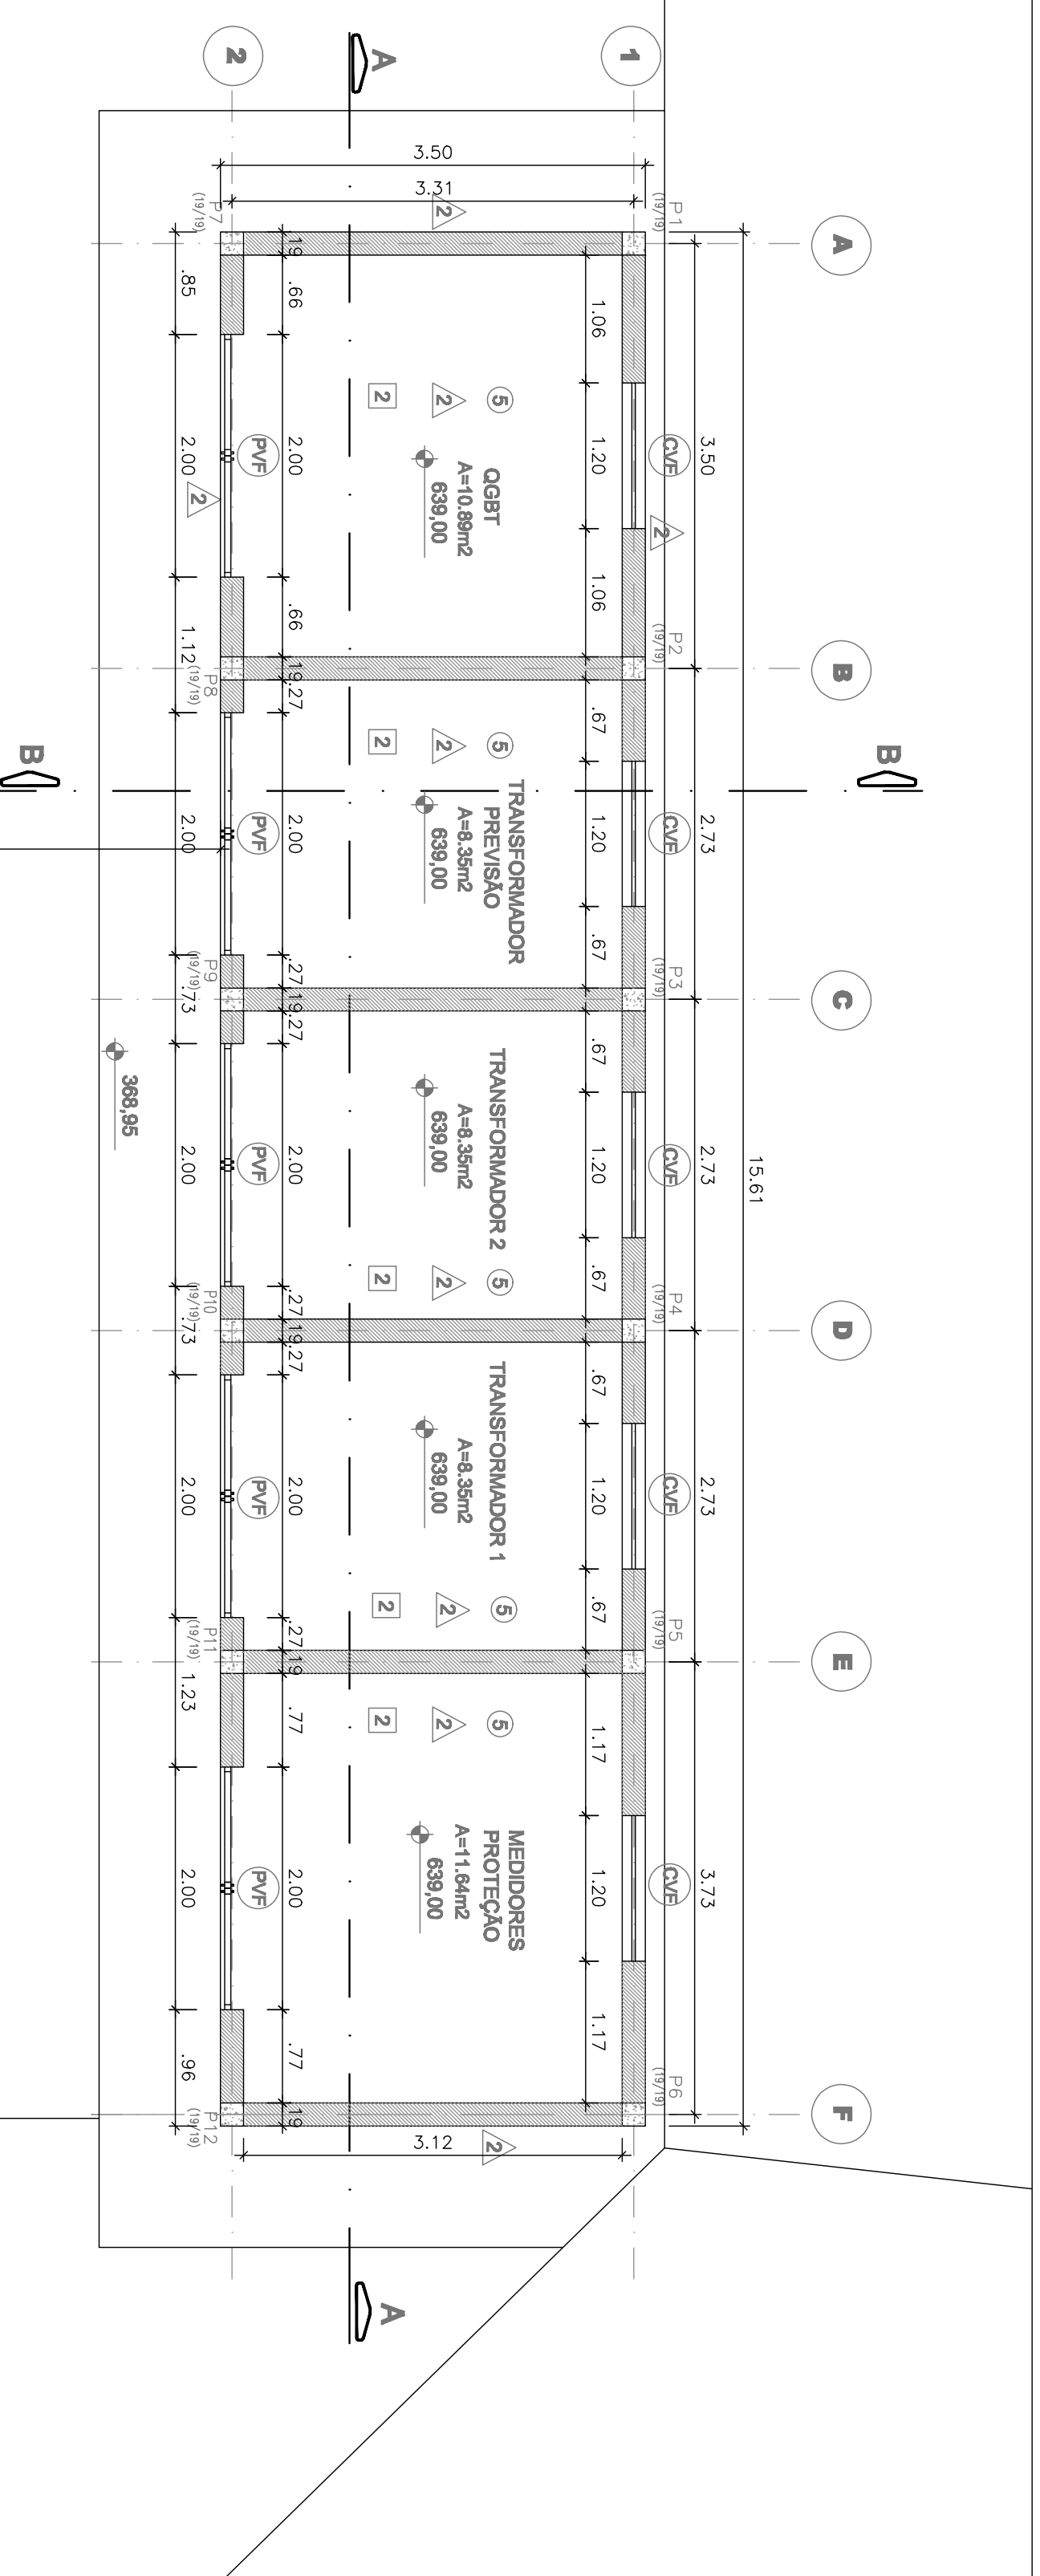 A
B
C
D
E
F
15.61
3.50
2.73
2.73
2.73
3.73
B
1
P1
(19/19)
CVF
2
P2
(19/19)
CVF
P3
(19/19)
CVF
P4
(19/19)
CVF
P5
(19/19)
CVF
P6
(19/19)
1.06
1.20
1.06
.67
1.20
.67
.67
1.20
.67
.67
1.20
.67
1.17
1.20
1.17
3.50
3.31
2
5
2
2
QGBT
A=10.89m2
639,00
5
2
2
TRANSFORMADOR
PREVISÃO
A=8.35m2
639,00
TRANSFORMADOR 2
A=8.35m2
639,00
5
2
2
TRANSFORMADOR 1
A=8.35m2
639,00
5
2
2
5
2
2
MEDIDORES
PROTEÇÃO
A=11.64m2
639,00
3.12
2
A
A
19
.66
2.00
.66
19
.27
2.00
.27
19
.27
2.00
.27
19
.27
2.00
.27
19
.77
2.00
.77
19
2
PVF
PVF
PVF
PVF
PVF
P7
(19/19)
P8
(19/19)
P9
(19/19)
P10
(19/19)
P11
(19/19)
P12
(19/19)
.85
2.00
2
1.12
2.00
.73
2.00
.73
2.00
1.23
2.00
.96
368,95
B